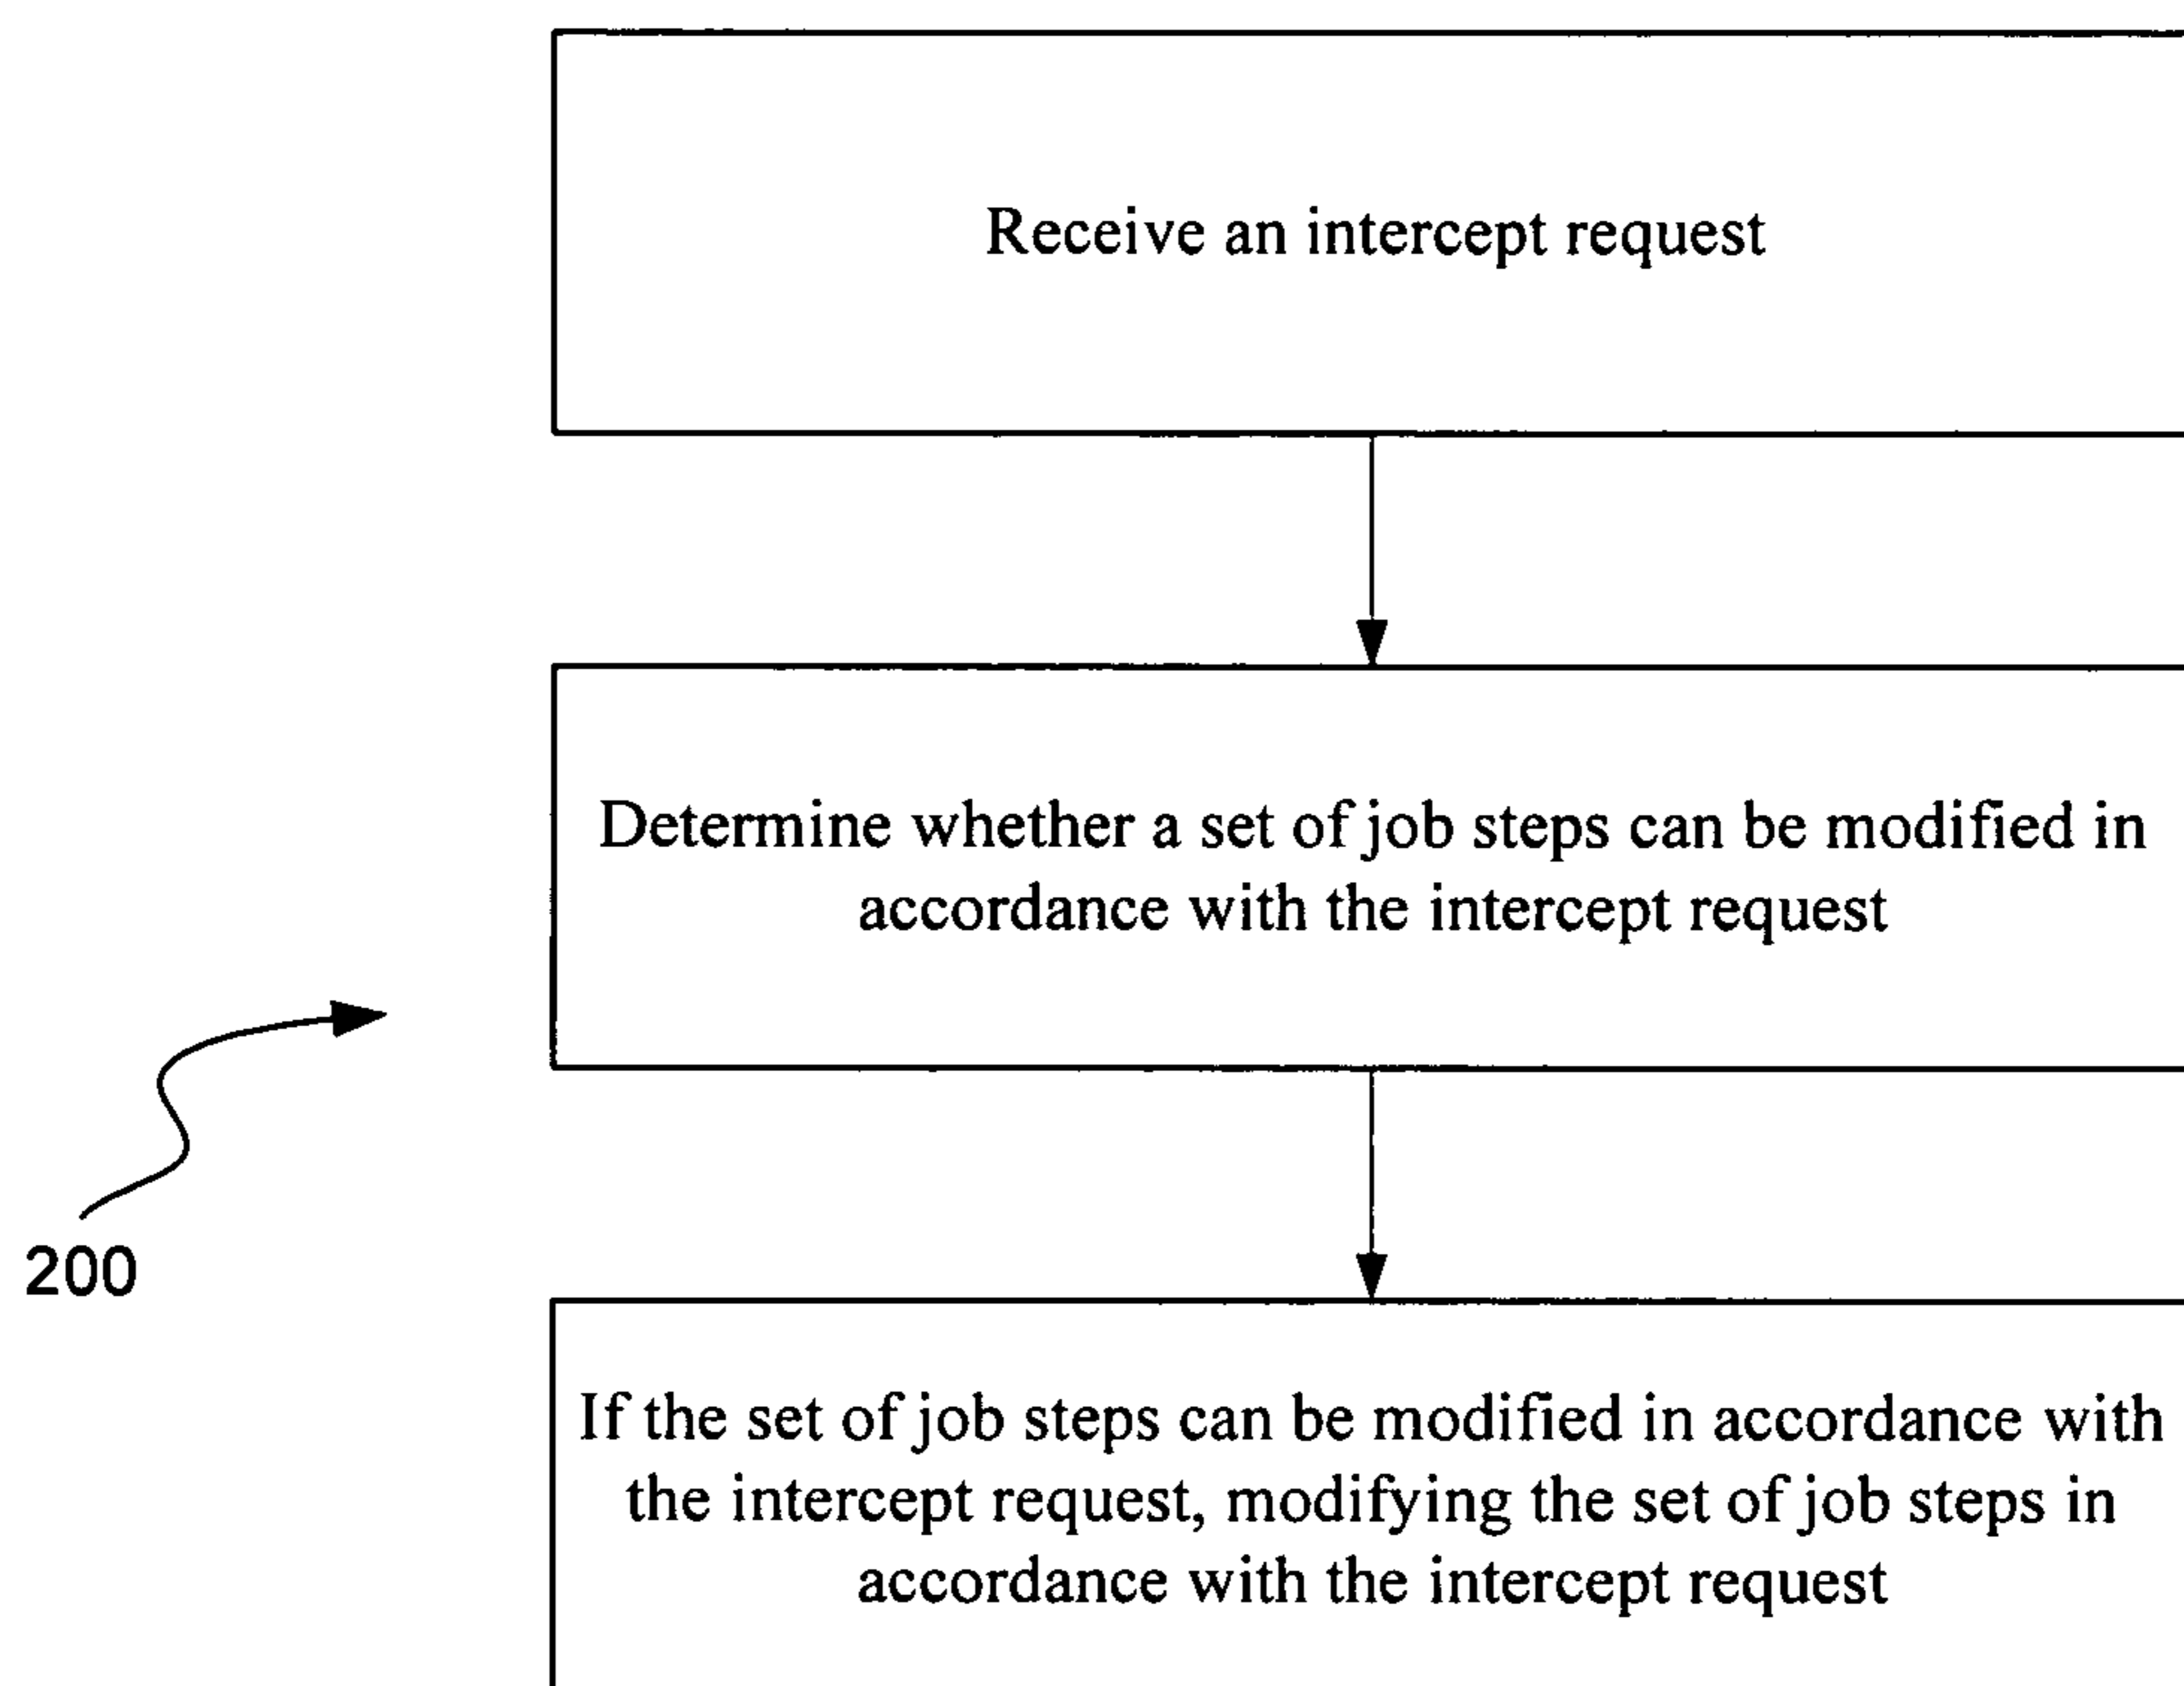 Receive an intercept request
Determine whether a set of job steps can be modified in
accordance with the intercept request
200
If the set of job steps can be modified in accordance with
the intercept request, modifying the set of job steps in
accordance with the intercept request